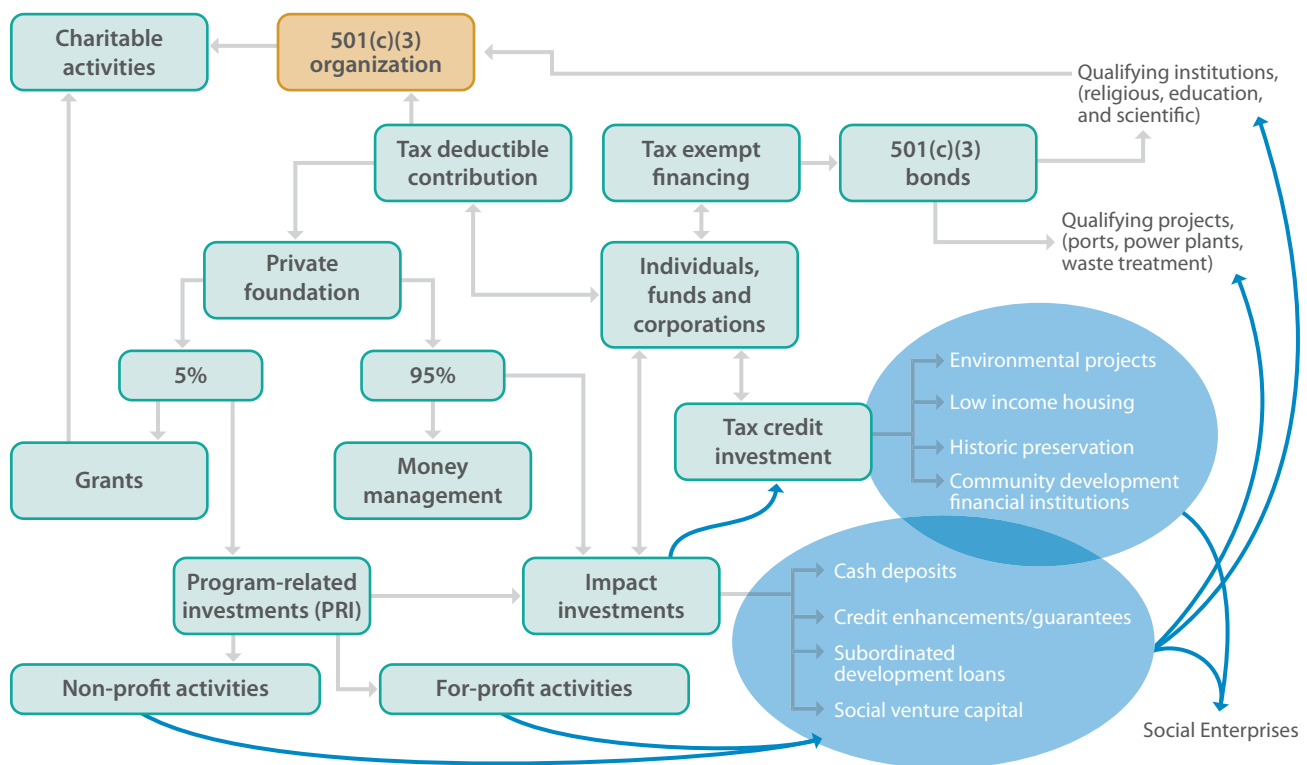 Charitable
activities
501(c)(3)
organization
Qualifying institutions,
(religious, education,
and scientific)
Tax deductible
contribution
Tax exempt
financing
501(c)(3)
bonds
Qualifying projects,
(ports, power plants,
waste treatment)
Private
foundation
Individuals,
funds and
corporations
5%
95%
Environmental projects
Low income housing
Historic preservation
Community development
financial institutions
Tax credit
investment
Grants
Money
management
Program-related
investments (PRI)
Impact
investments
Cash deposits
Credit enhancements/guarantees
Subordinated
development loans
Social venture capital
Non-profit activities
For-profit activities
Social Enterprises